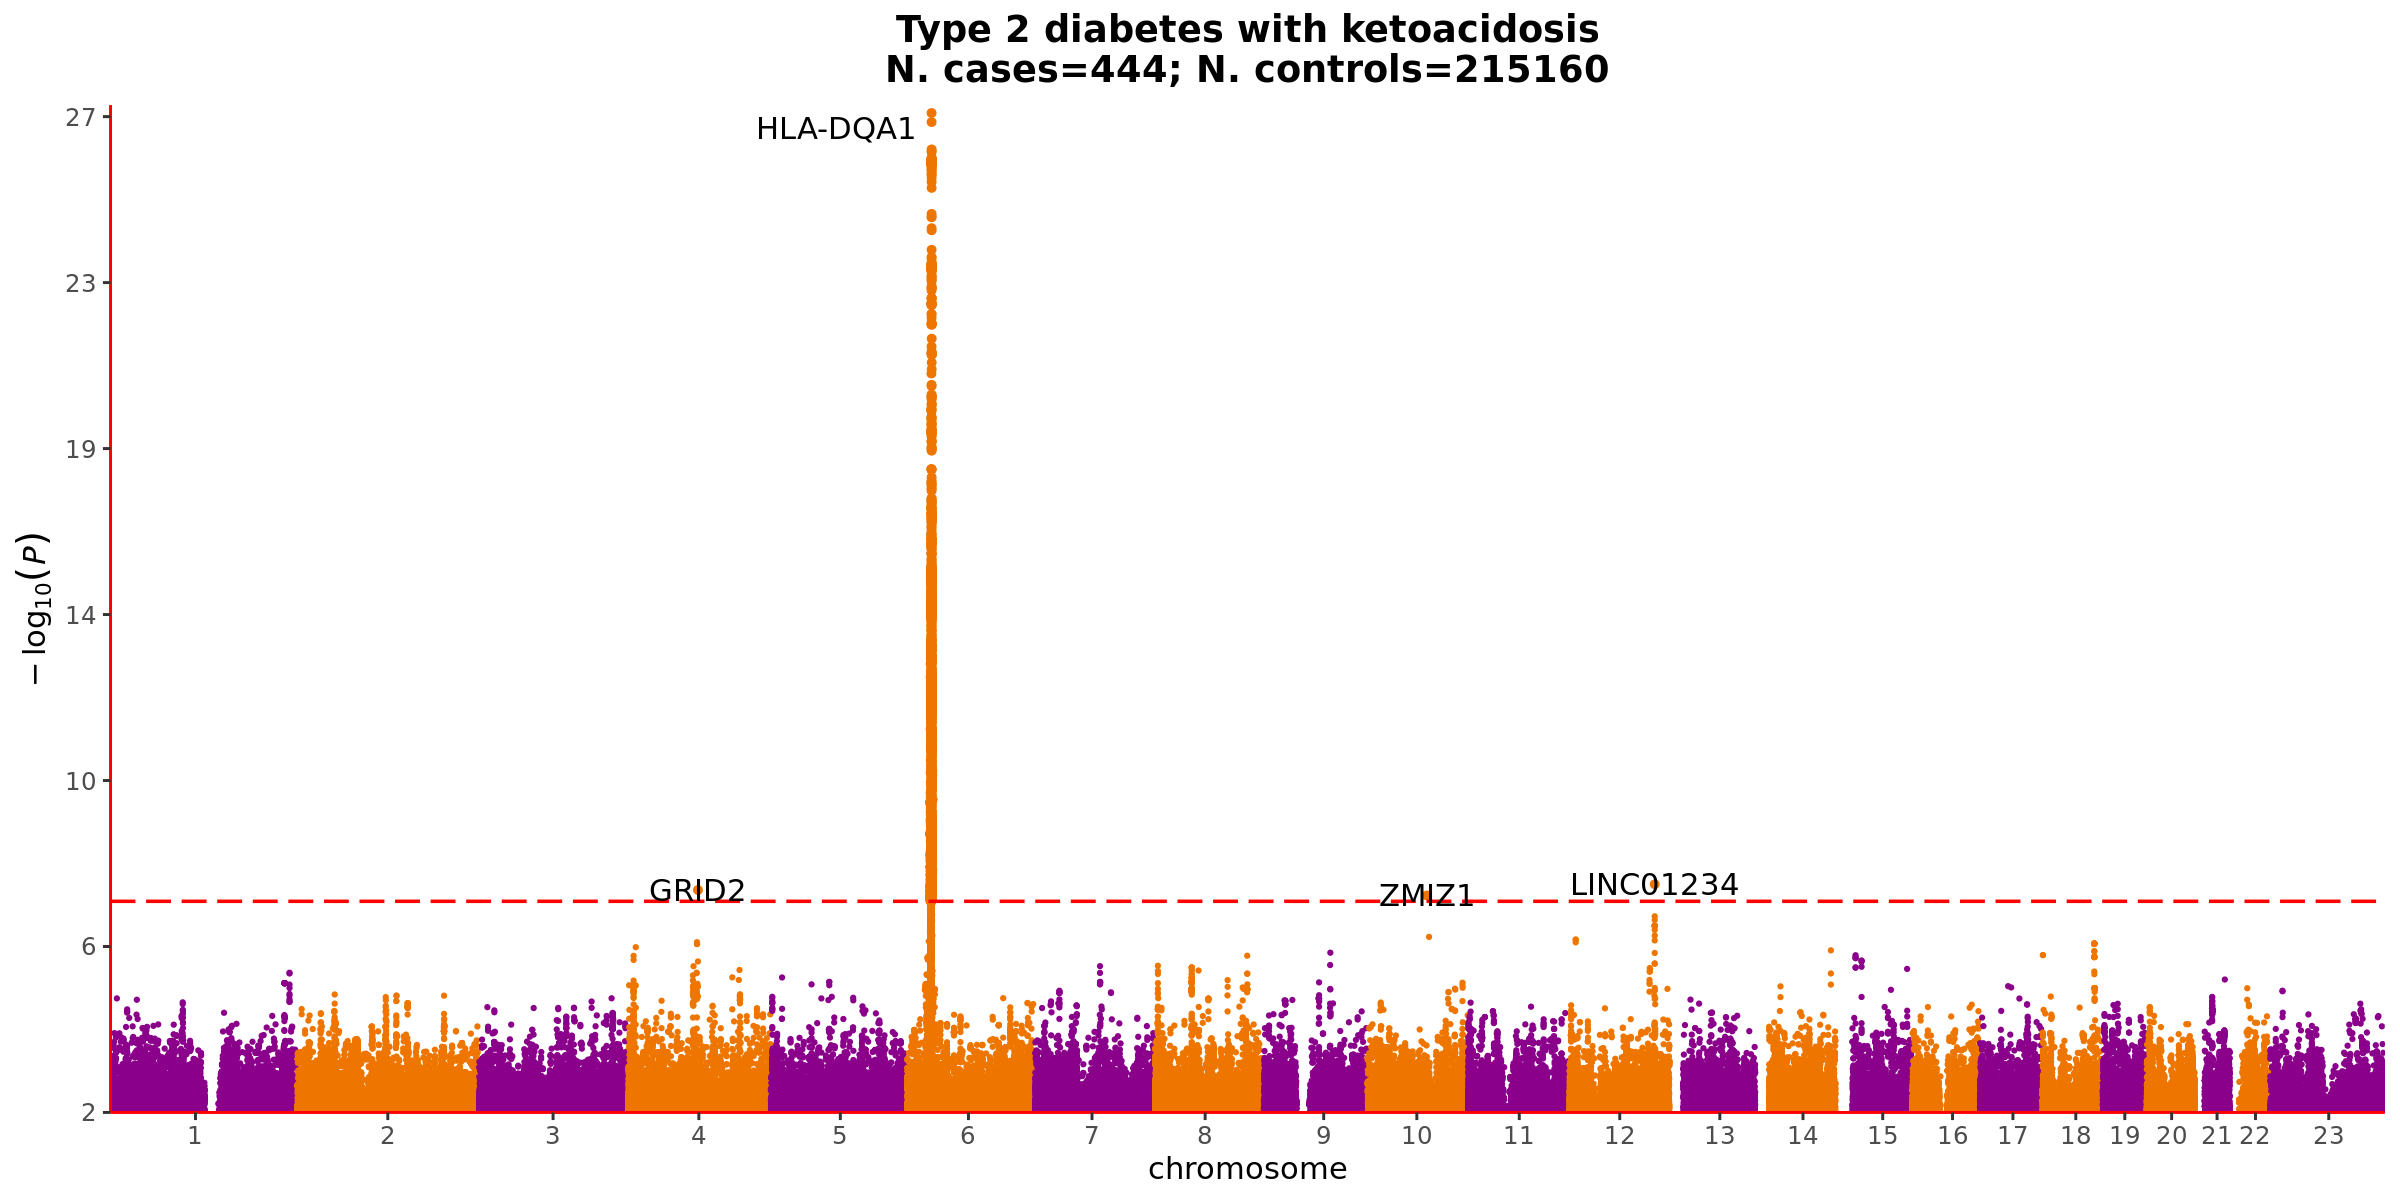 Type 2 diabetes with ketoacidosis
N. cases=444; N. controls=215160
27
HLA-DQA1
23
19
−log10(P)
14
10
GRID2
ZMIZ1
LINC01234
6
2
1 2 3 4 5 6 7 8 9 10 11 12 13 14 15 16 17 18 19 20 21 22 23
chromosome